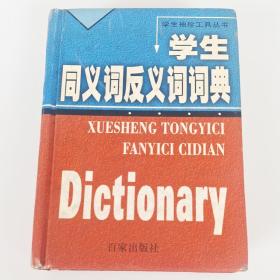 学生袖珍工具丛书
学生
同义词反义词词典
XUESHENG TONGYICI
FANYICI CIDIAN
Dictionary
百家出版社